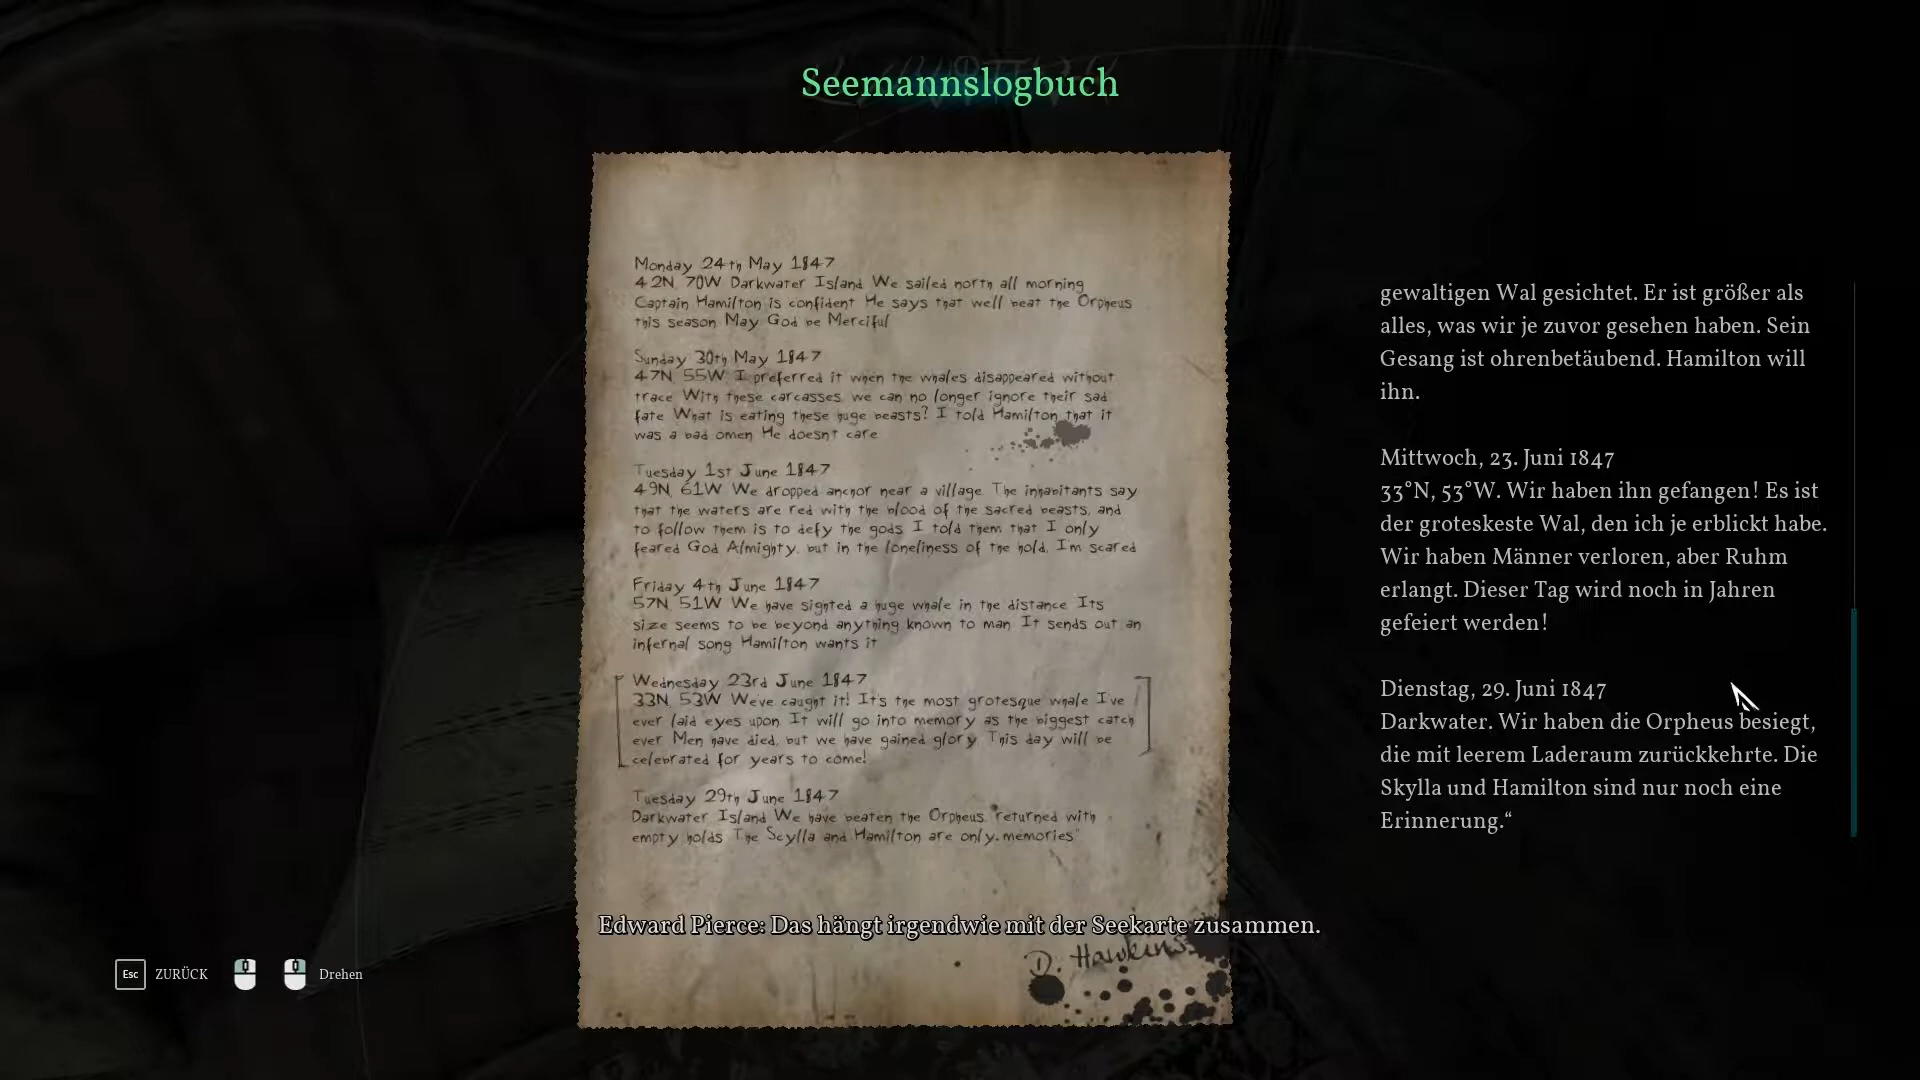 Seemannslogbuch
Monday 24th May 1847
42N 70W Darkwater Island We sailed north all morning
Captain Hamilton is confident He says that well beat the Orpheus
this season May God be Merciful
Sunday 30th May 1847
47N, 55W. I preferred it when the whales disappeared without
trace With these carcasses, we can no longer ignore their sad
fate What is eating these huge beasts? I told Hamilton that it
was a bad omen He doesnt care
Tuesday 1st June 1847
49N, 61W We dropped anchor near a village The inhabitants say
that the waters are red with the blood of the sacred beasts, and
to follow them is to defy the gods I told them that I only
feared God Almighty, but in the loneliness of the hold, I'm scared
Friday 4th June 1847
57N 51W We have sighted a huge whale in the distance Its
size seems to be beyond anything known to man It sends out an
infernal song Hamilton wants it
Wednesday 23rd June 1847
33N, 53W Weve caught it! It's the most grotesque whale I've
ever laid eyes upon It will go into memory as the biggest catch
ever Men have died, but we have gained glory This day will be
celebrated for years to come!
Tuesday 29th June 1847
Darkwater Island We have beaten the Orpheus, returned with
empty holds The Scylla and Hamilton are only memories"
D. Hawkins
gewaltigen Wal gesichtet. Er ist größer als
alles, was wir je zuvor gesehen haben. Sein
Gesang ist ohrenbetäubend. Hamilton will
ihn.
Mittwoch, 23. Juni 1847
33°N, 53°W. Wir haben ihn gefangen! Es ist
der groteskeste Wal, den ich je erblickt habe.
Wir haben Männer verloren, aber Ruhm
erlangt. Dieser Tag wird noch in Jahren
gefeiert werden!
Dienstag, 29. Juni 1847
Darkwater. Wir haben die Orpheus besiegt,
die mit leerem Laderaum zurückkehrte. Die
Skylla und Hamilton sind nur noch eine
Erinnerung.“
Edward Pierce: Das hängt irgendwie mit der Seekarte zusammen.
Esc ZURÜCK Drehen